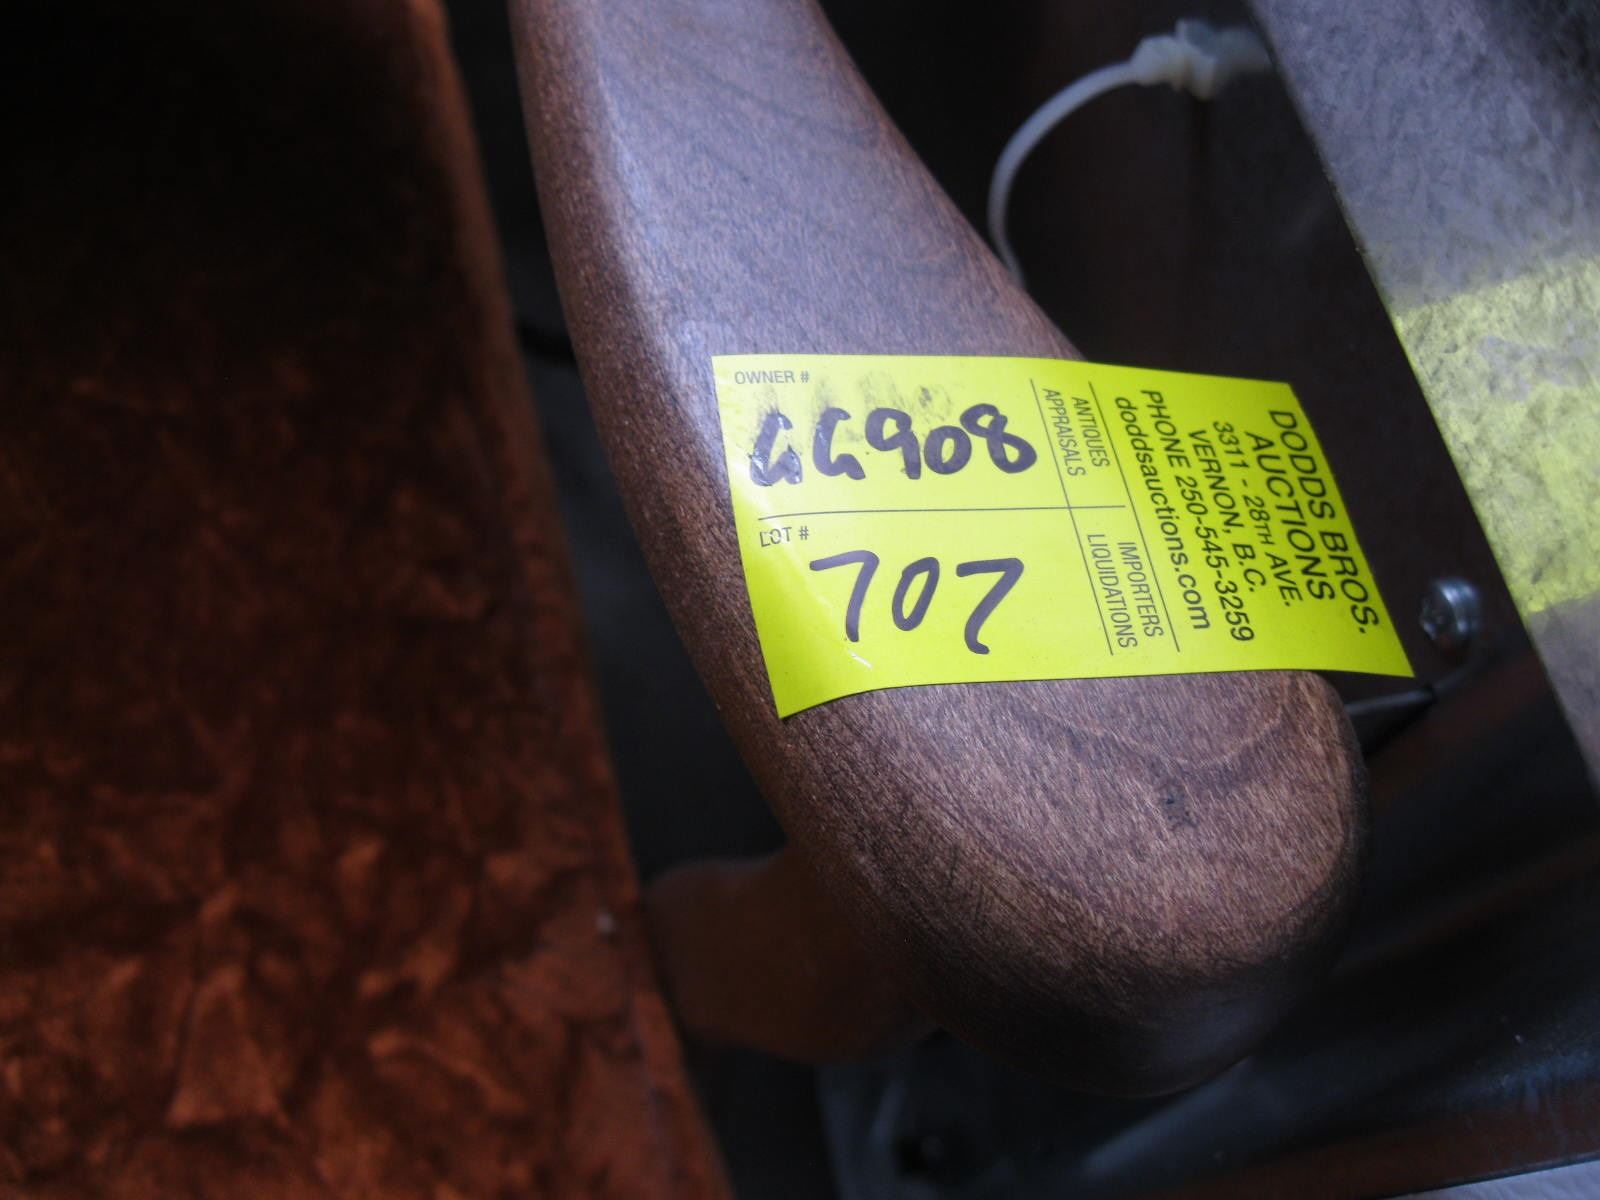 OWNER #
GG908
LOT #
702
ANTIQUES
APPRAISALS
IMPORTERS
LIQUIDATIONS
DODDS BROS.
AUCTIONS
3311 - 28TH AVE.
VERNON, B.C.
PHONE 250-545-3259
doddsauctions.com